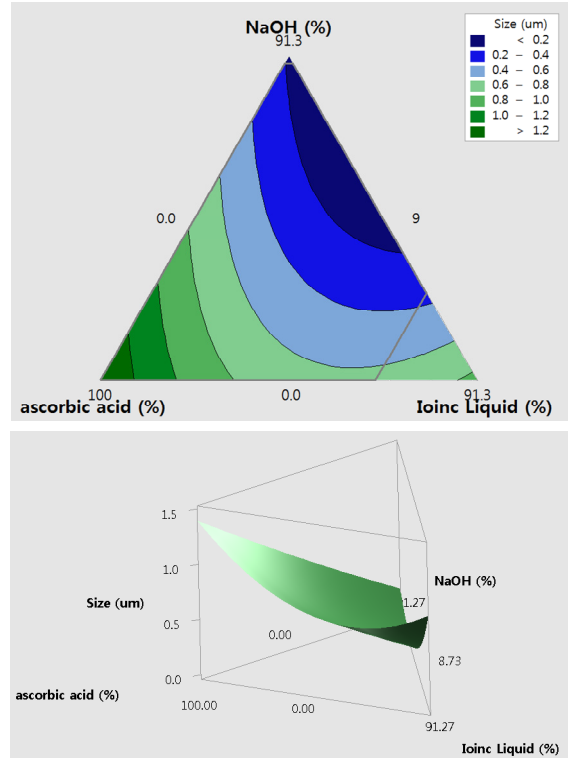 NaOH (%)
91.3
Size (um)
< 0.2
0.2 – 0.4
0.4 – 0.6
0.6 – 0.8
0.8 – 1.0
1.0 – 1.2
> 1.2
0.0
9
100
0.0
91.3
ascorbic acid (%)
Ioinc Liquid (%)
1.5
1.0
NaOH (%)
Size (um)
1.27
0.5
0.00
8.73
0.0
ascorbic acid (%)
100.00
0.00
91.27
Ioinc Liquid (%)